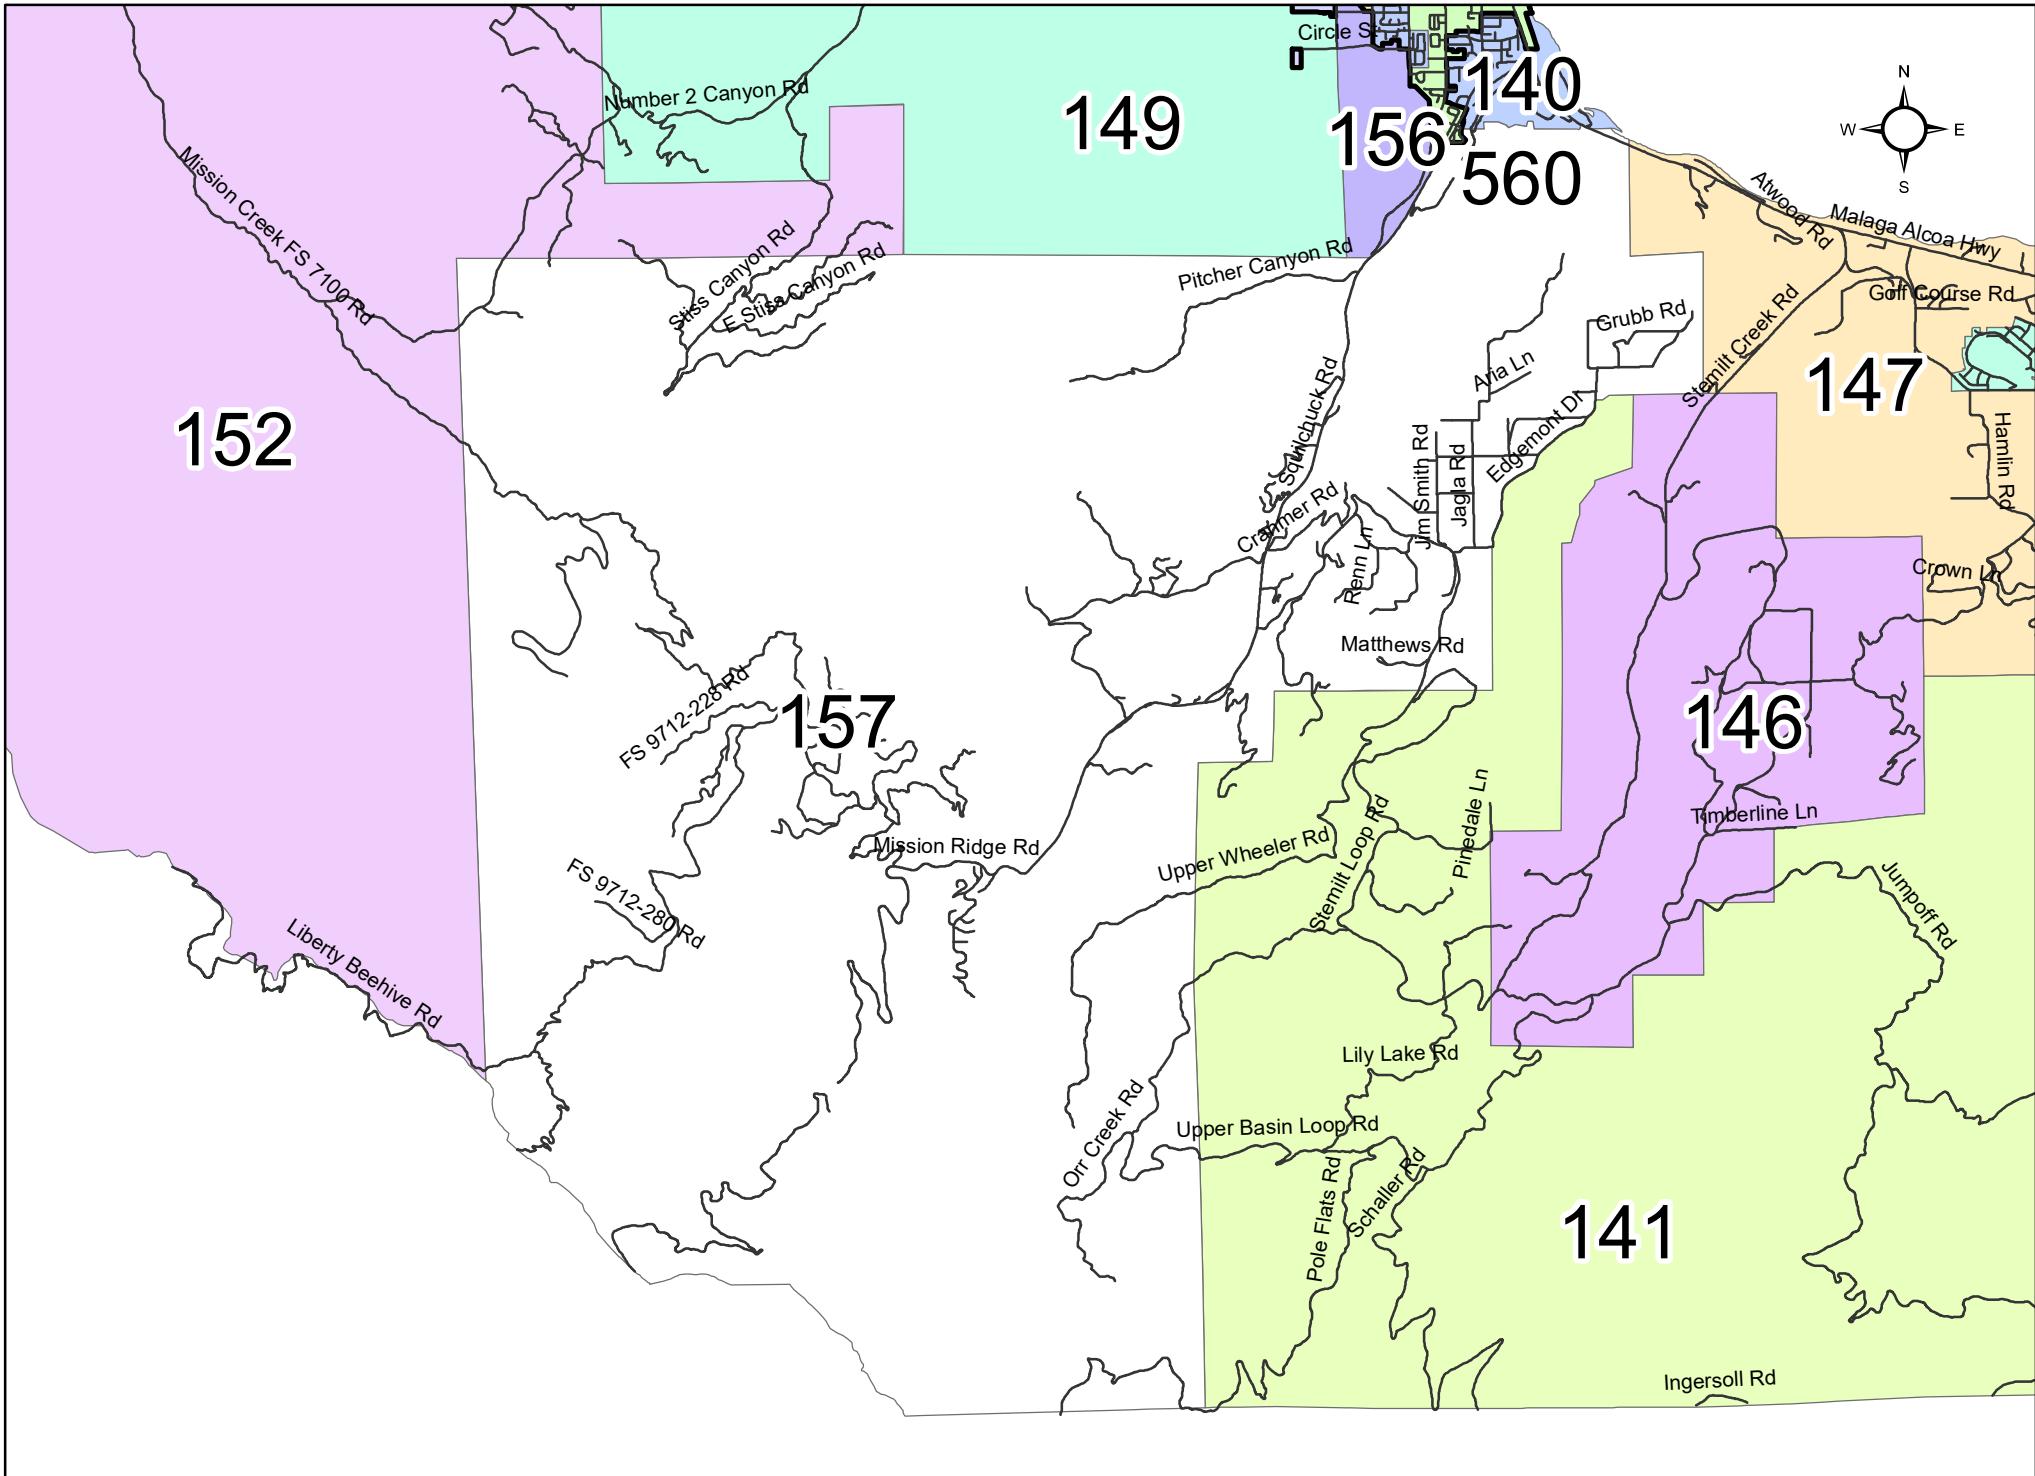 Circle St
140
N
Number 2 Canyon Rd
149
156
W
E
560
S
Mission Creek FS 7100 Rd
Atwood Rd
Malaga Alcoa Hwy
Stiss Canyon Rd
E Stiss Canyon Rd
Pitcher Canyon Rd
Golf Course Rd
Grubb Rd
Stemilt Creek Rd
Aria Ln
147
152
Squilchuck Rd
Edgemont Dr
Jim Smith Rd
Jagla Rd
Hamlin Rd
Cranmer Rd
Renn Ln
Crown Ln
Matthews Rd
FS 9712-228 Rd
157
146
Timberline Ln
Mission Ridge Rd
Upper Wheeler Rd
Stemilt Loop Rd
Pinedale Ln
FS 9712-280 Rd
Jumpoff Rd
Liberty Beehive Rd
Lily Lake Rd
Orr Creek Rd
Upper Basin Loop Rd
Pole Flats Rd
Schaller Rd
141
Ingersoll Rd